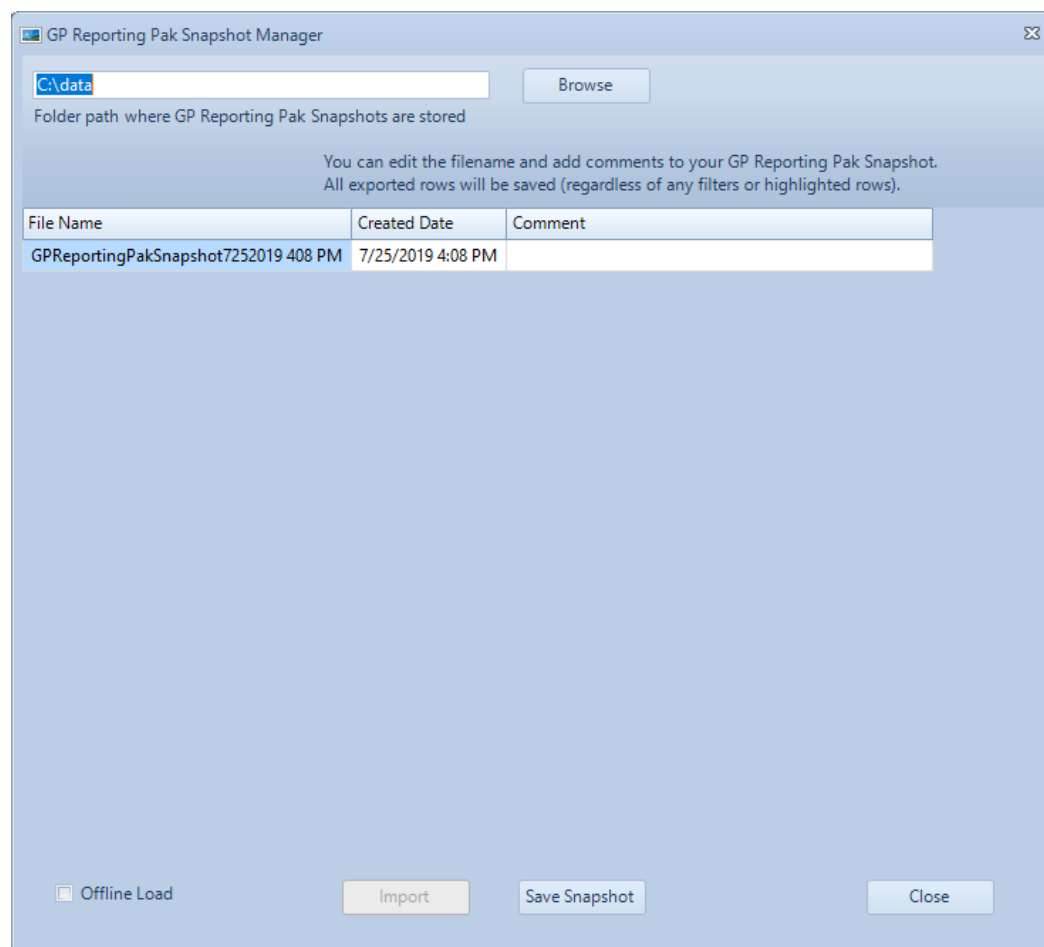 GP Reporting Pak Snapshot Manager
C:\data
Browse
Folder path where GP Reporting Pak Snapshots are stored
You can edit the filename and add comments to your GP Reporting Pak Snapshot.
All exported rows will be saved (regardless of any filters or highlighted rows).
File Name Created Date Comment
GPReportingPakSnapshot7252019 408 PM 7/25/2019 4:08 PM
Offline Load Import Save Snapshot Close